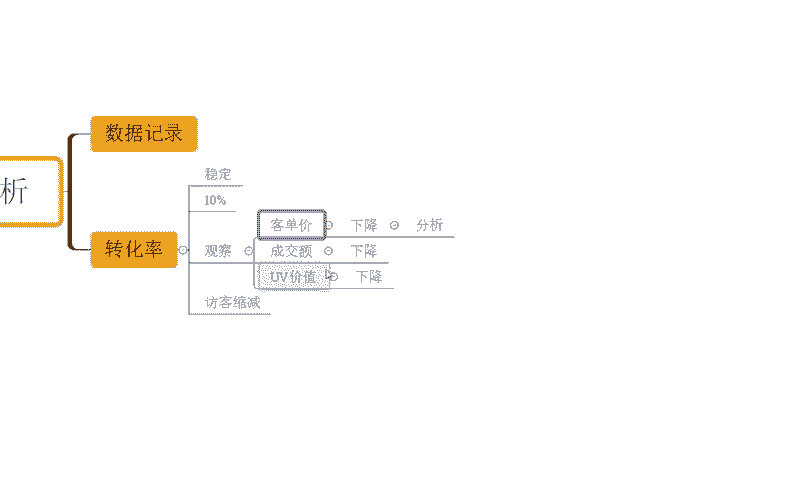 数据记录
析
转化率
稳定
10%
观察
客单价 下降 分析
成交额 下降
UV价值 下降
访客缩减